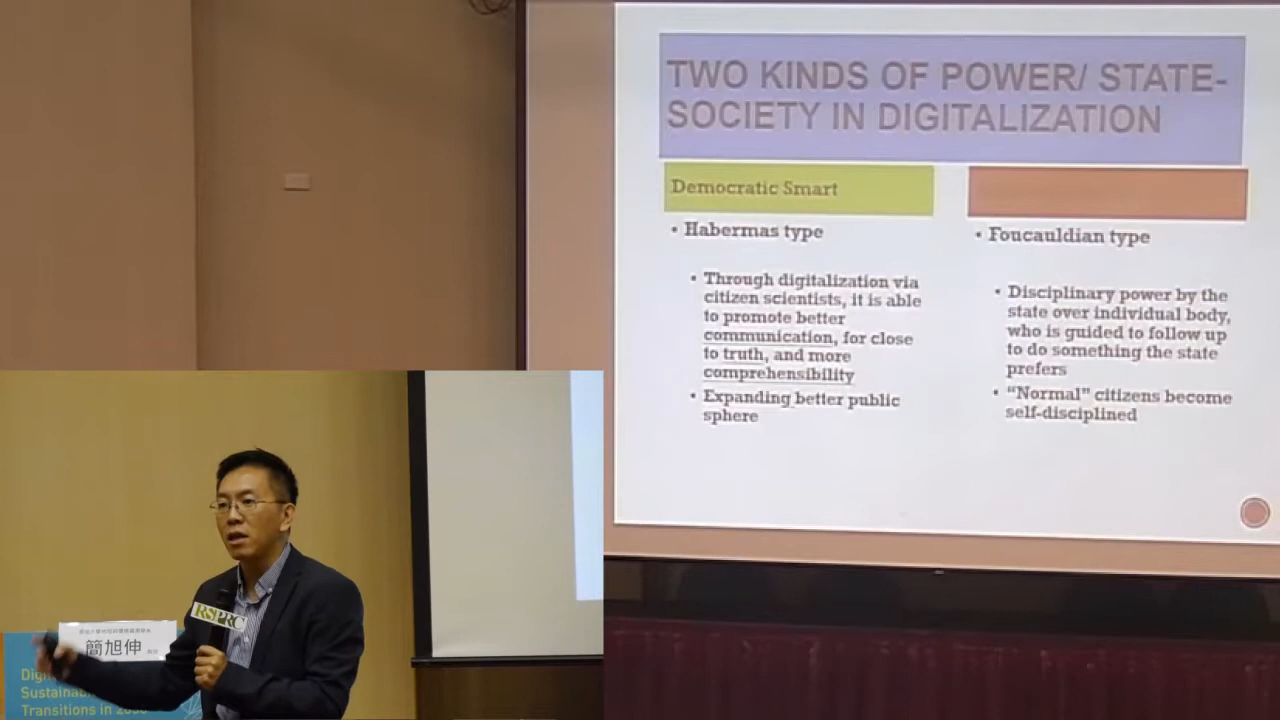 TWO KINDS OF POWER/ STATE-
SOCIETY IN DIGITALIZATION
Democratic Smart
• Habermas type
• Through digitalization via
citizen scientists, it is able
to promote better
communication, for close
to truth, and more
comprehensibility
• Expanding better public
sphere
• Foucauldian type
• Disciplinary power by the
state over individual body,
who is guided to follow up
to do something the state
prefers
• “Normal” citizens become
self-disciplined
RSPRC
簡旭伸
Sustainab
Transitions in